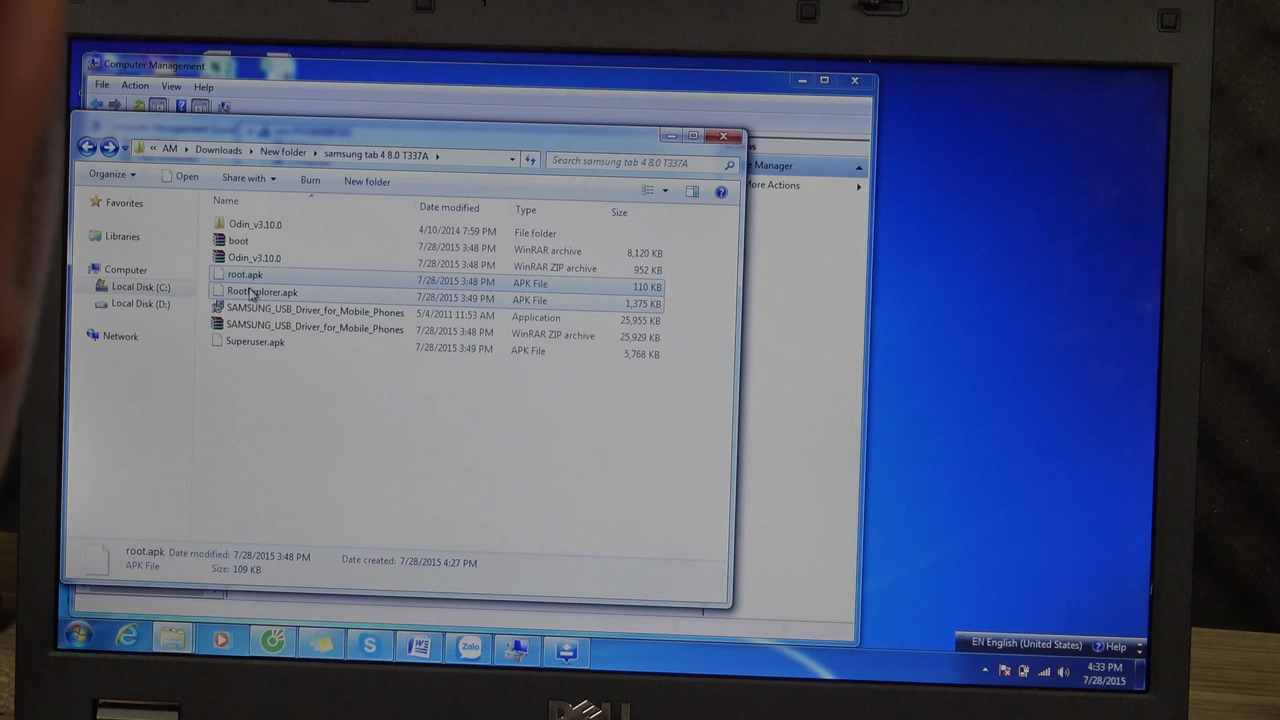 Computer Management
File Action View Help
« AM ▸ Downloads ▸ New folder ▸ samsung tab 4 8.0 T337A ▸
Search samsung tab 4 8.0 T337A
Organize Open Share with Burn New folder
Manager
More Actions
Name Date modified Type Size
Favorites
Libraries
Computer
Local Disk (C:)
Local Disk (D:)
Network
Odin_v3.10.0 4/10/2014 7:59 PM File folder
boot 7/28/2015 3:48 PM WinRAR archive 8,120 KB
Odin_v3.10.0 7/28/2015 3:48 PM WinRAR ZIP archive 952 KB
root.apk 7/28/2015 3:48 PM APK File 110 KB
7/28/2015 3:49 PM APK File 1,375 KB
SAMSUNG_USB_Driver_for_Mobile_Phones 5/4/2011 11:53 AM Application 25,955 KB
SAMSUNG_USB_Driver_for_Mobile_Phones 7/28/2015 3:48 PM WinRAR ZIP archive 25,929 KB
Superuser.apk 7/28/2015 3:49 PM APK File 5,768 KB
root.apk Date modified: 7/28/2015 3:48 PM Date created: 7/28/2015 4:27 PM
APK File Size: 109 KB
Zalo
EN English (United States) Help
4:33 PM
7/28/2015
DELL